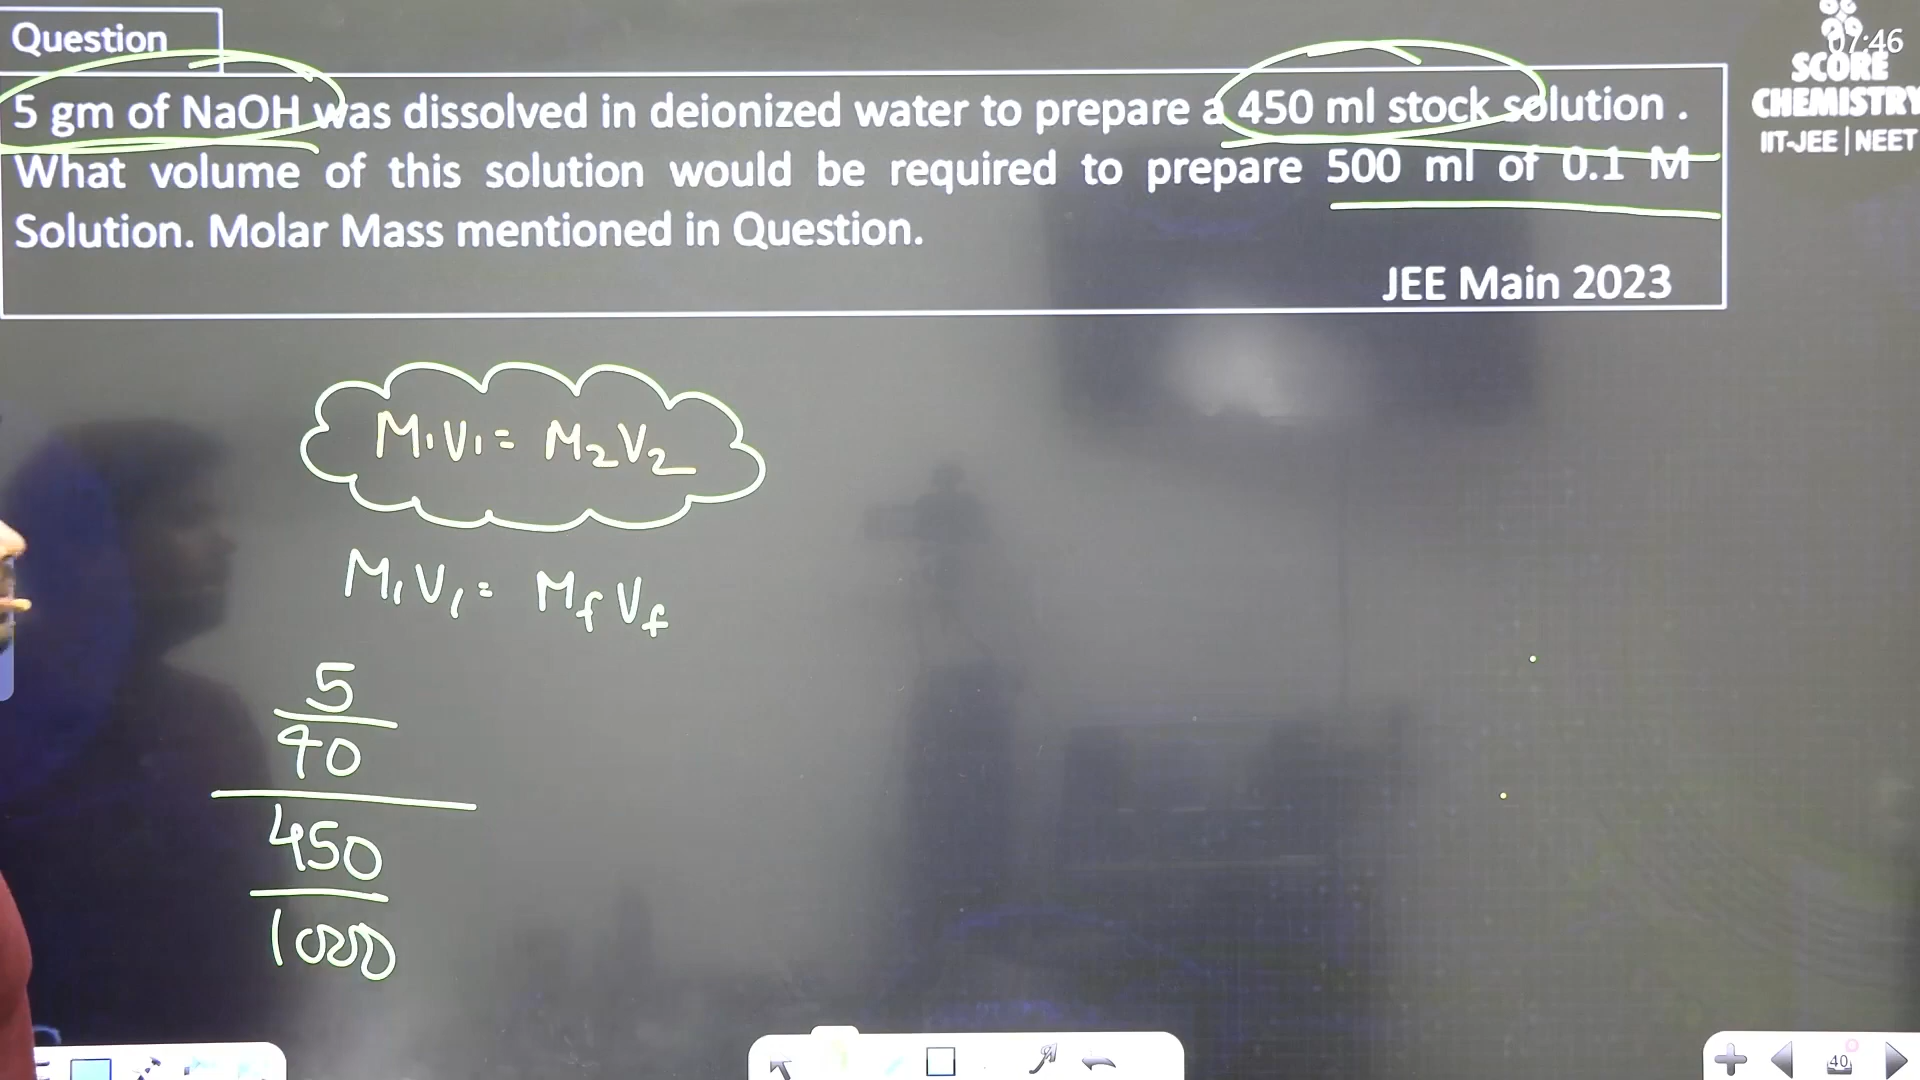 Question
07:46
SCORE
CHEMISTRY
IIT-JEE | NEET
5 gm of NaOH was dissolved in deionized water to prepare a 450 ml stock solution .
What volume of this solution would be required to prepare 500 ml of 0.1 M
Solution. Molar Mass mentioned in Question.
JEE Main 2023
M₁V₁ = M₂V₂
M₁V₁ = M_f V_f
5
40
450
1000
40